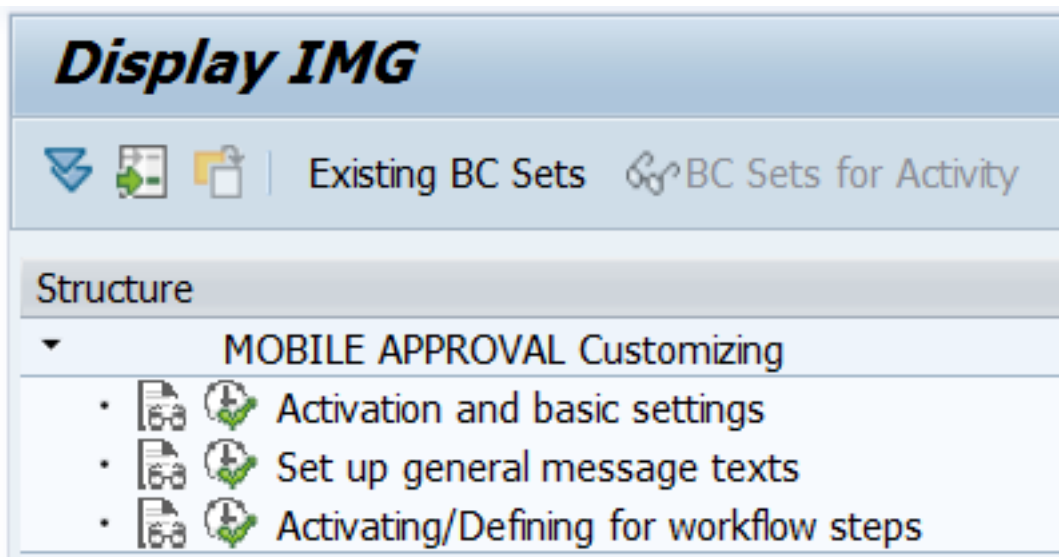 Display IMG
Existing BC Sets BC Sets for Activity
Structure
MOBILE APPROVAL Customizing
Activation and basic settings
Set up general message texts
Activating/Defining for workflow steps